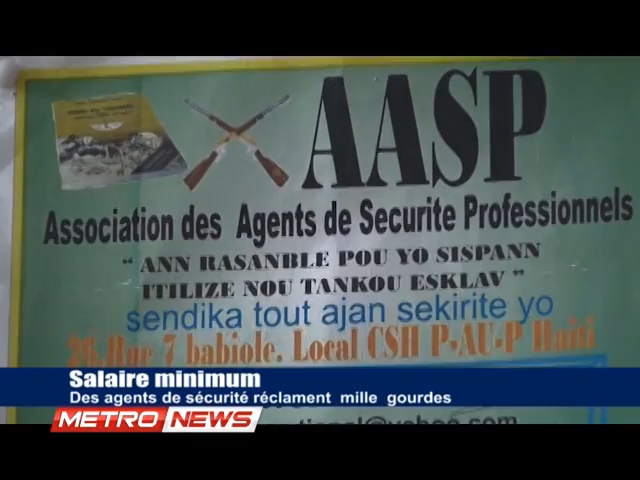 AASP
Association des Agents de Securite Professionnels
“ ANN RASANBLE POU YO SISPANN
ITILIZE NOU TANKOU ESKLAV ”
sendika tout ajan sekirite yo
26,Rue 7 babiole. Local CSH P-AU-P Haiti
Salaire minimum
Des agents de sécurité réclament mille gourdes
METRO NEWS
@yahoo.com